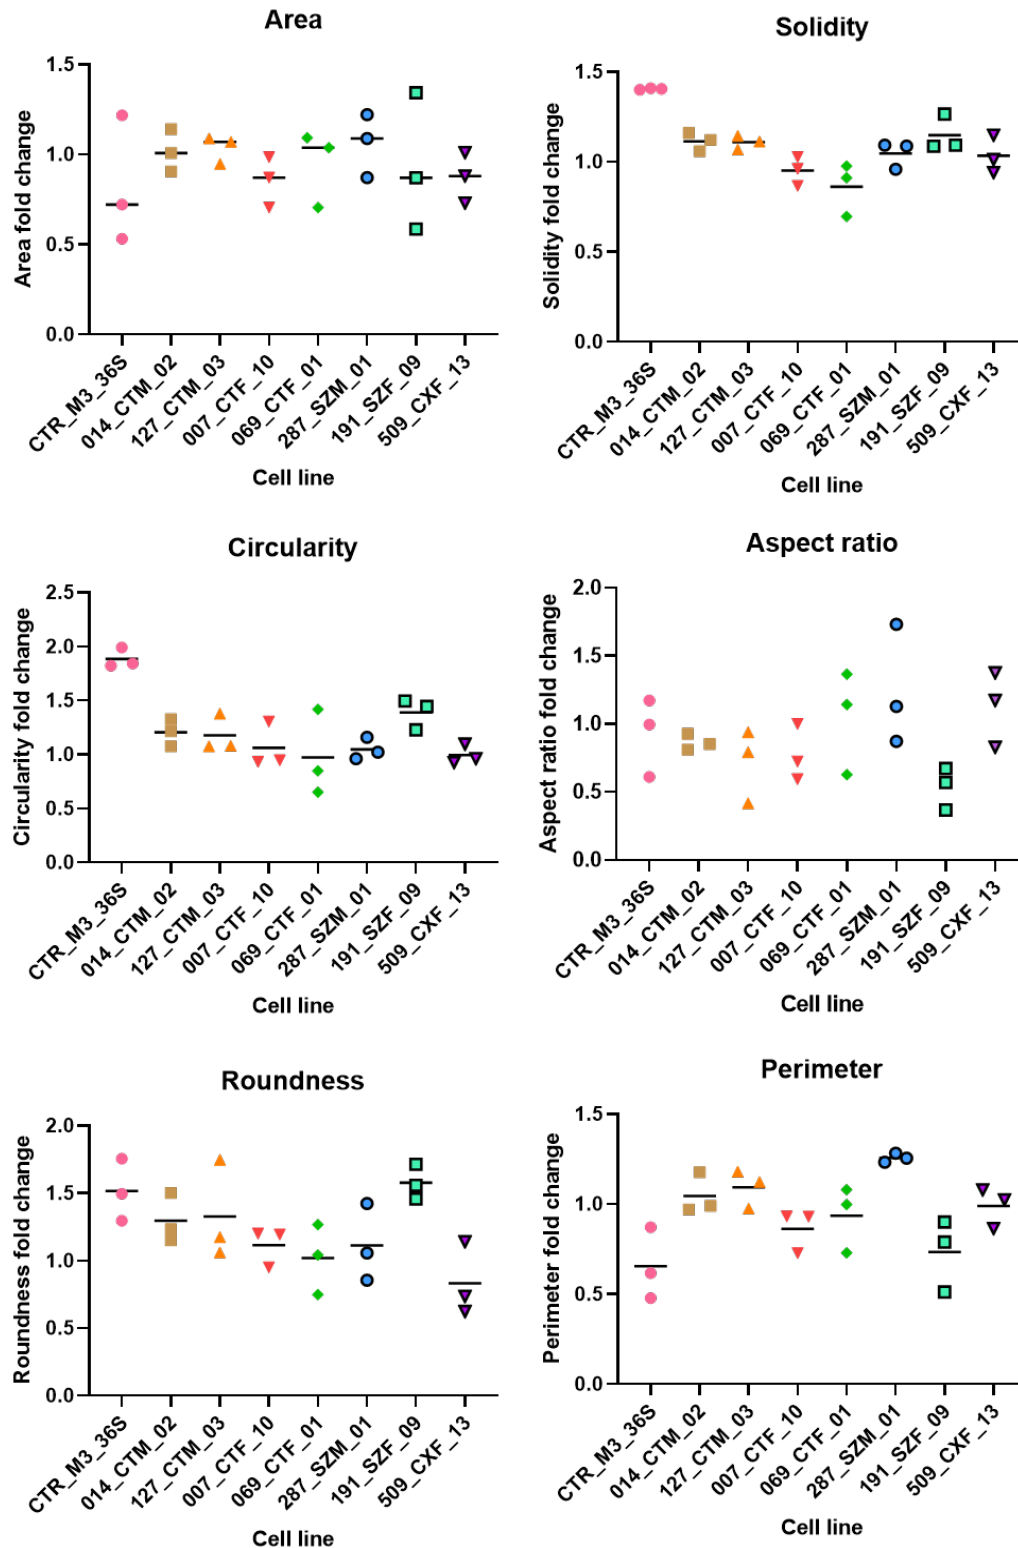 Area
Area fold change
1.5
1.0
0.5
0.0
CTR_M3_36S
014_CTM_02
127_CTM_03
007_CTF_10
069_CTF_01
287_SZM_01
191_SZF_09
509_CXF_13
Cell line
Solidity
Solidity fold change
1.5
1.0
0.5
0.0
CTR_M3_36S
014_CTM_02
127_CTM_03
007_CTF_10
069_CTF_01
287_SZM_01
191_SZF_09
509_CXF_13
Cell line
Circularity
Circularity fold change
2.5
2.0
1.5
1.0
0.5
0.0
CTR_M3_36S
014_CTM_02
127_CTM_03
007_CTF_10
069_CTF_01
287_SZM_01
191_SZF_09
509_CXF_13
Cell line
Aspect ratio
Aspect ratio fold change
2.0
1.5
1.0
0.5
0.0
CTR_M3_36S
014_CTM_02
127_CTM_03
007_CTF_10
069_CTF_01
287_SZM_01
191_SZF_09
509_CXF_13
Cell line
Roundness
Roundness fold change
2.0
1.5
1.0
0.5
0.0
CTR_M3_36S
014_CTM_02
127_CTM_03
007_CTF_10
069_CTF_01
287_SZM_01
191_SZF_09
509_CXF_13
Cell line
Perimeter
Perimeter fold change
1.5
1.0
0.5
0.0
CTR_M3_36S
014_CTM_02
127_CTM_03
007_CTF_10
069_CTF_01
287_SZM_01
191_SZF_09
509_CXF_13
Cell line